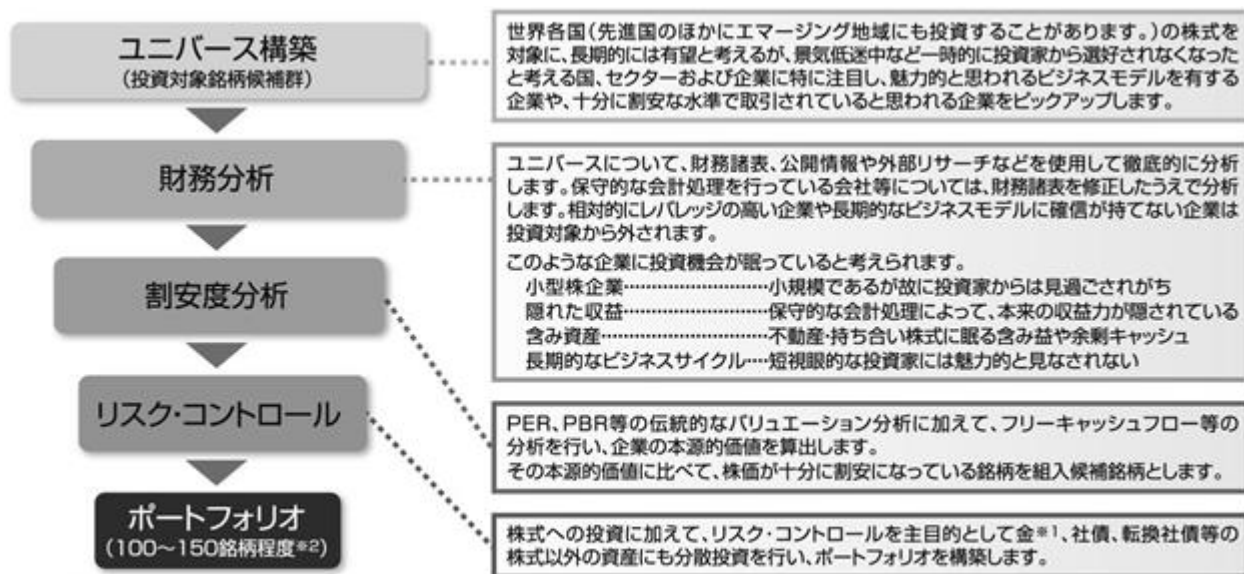 ユニバース構築
(投資対象銘柄候補群)
世界各国(先進国のほかにエマージング地域にも投資することがあります。)の株式を
対象に、長期的には有望と考えるが、景気低迷中など一時的に投資家から選好されなくなった
と考える国、セクターおよび企業に特に注目し、魅力的と思われるビジネスモデルを有する
企業や、十分に割安な水準で取引されていると思われる企業をピックアップします。
財務分析
ユニバースについて、財務諸表、公開情報や外部リサーチなどを使用して徹底的に分析
します。保守的な会計処理を行っている会社等については、財務諸表を修正したうえで分析
します。相対的にレバレッジの高い企業や長期的なビジネスモデルに確信が持てない企業は
投資対象から外されます。
このような企業に投資機会が眠っていると考えられます。
小型株企業…………………………小規模であるが故に投資家からは見過ごされがち
隠れた収益…………………………保守的な会計処理によって、本来の収益力が隠されている
含み資産……………………………不動産・持ち合い株式に眠る含み益や余剰キャッシュ
長期的なビジネスサイクル……短視眼的な投資家には魅力的と見なされない
割安度分析
PER、PBR等の伝統的なバリュエーション分析に加えて、フリーキャッシュフロー等の
分析を行い、企業の本源的価値を算出します。
その本源的価値に比べて、株価が十分に割安になっている銘柄を組入候補銘柄とします。
リスク・コントロール
株式への投資に加えて、リスク・コントロールを主目的として金※1、社債、転換社債等の
株式以外の資産にも分散投資を行い、ポートフォリオを構築します。
ポートフォリオ
(100~150銘柄程度※2)